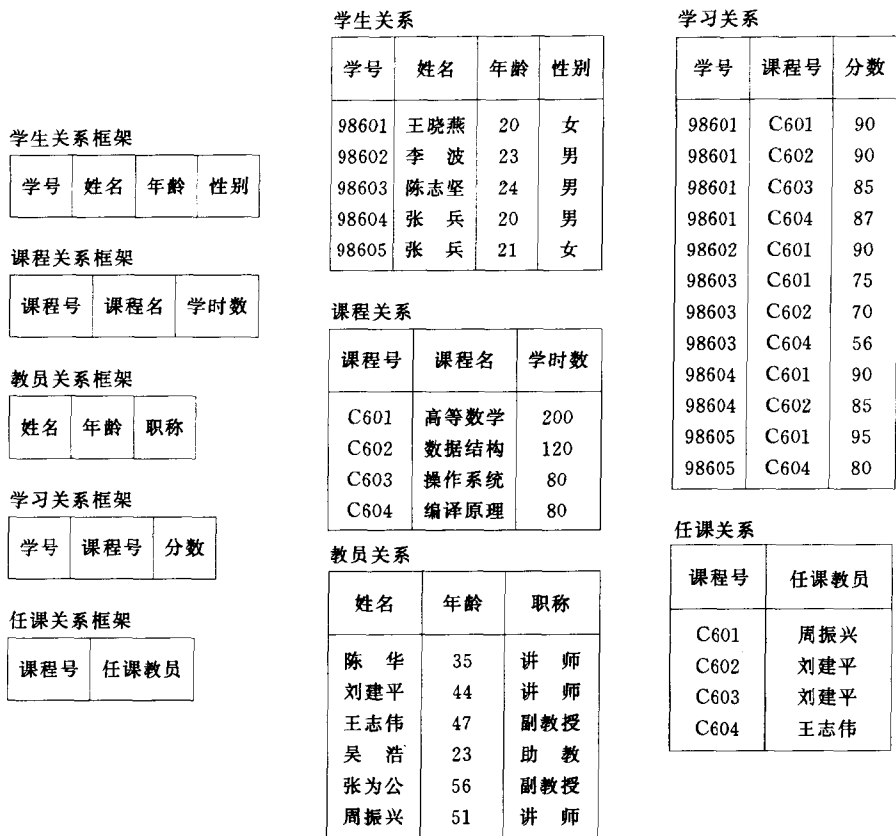 学生关系框架
学号 姓名 年龄 性别
课程关系框架
课程号 课程名 学时数
教员关系框架
姓名 年龄 职称
学习关系框架
学号 课程号 分数
任课关系框架
课程号 任课教员
学生关系
学号 姓名 年龄 性别
98601 王晓燕 20 女
98602 李 波 23 男
98603 陈志坚 24 男
98604 张 兵 20 男
98605 张 兵 21 女
课程关系
课程号 课程名 学时数
C601 高等数学 200
C602 数据结构 120
C603 操作系统 80
C604 编译原理 80
教员关系
姓名 年龄 职称
陈 华 35 讲 师
刘建平 44 讲 师
王志伟 47 副教授
吴 浩 23 助 教
张为公 56 副教授
周振兴 51 讲 师
学习关系
学号 课程号 分数
98601 C601 90
98601 C602 90
98601 C603 85
98601 C604 87
98602 C601 90
98603 C601 75
98603 C602 70
98603 C604 56
98604 C601 90
98604 C602 85
98605 C601 95
98605 C604 80
任课关系
课程号 任课教员
C601 周振兴
C602 刘建平
C603 刘建平
C604 王志伟